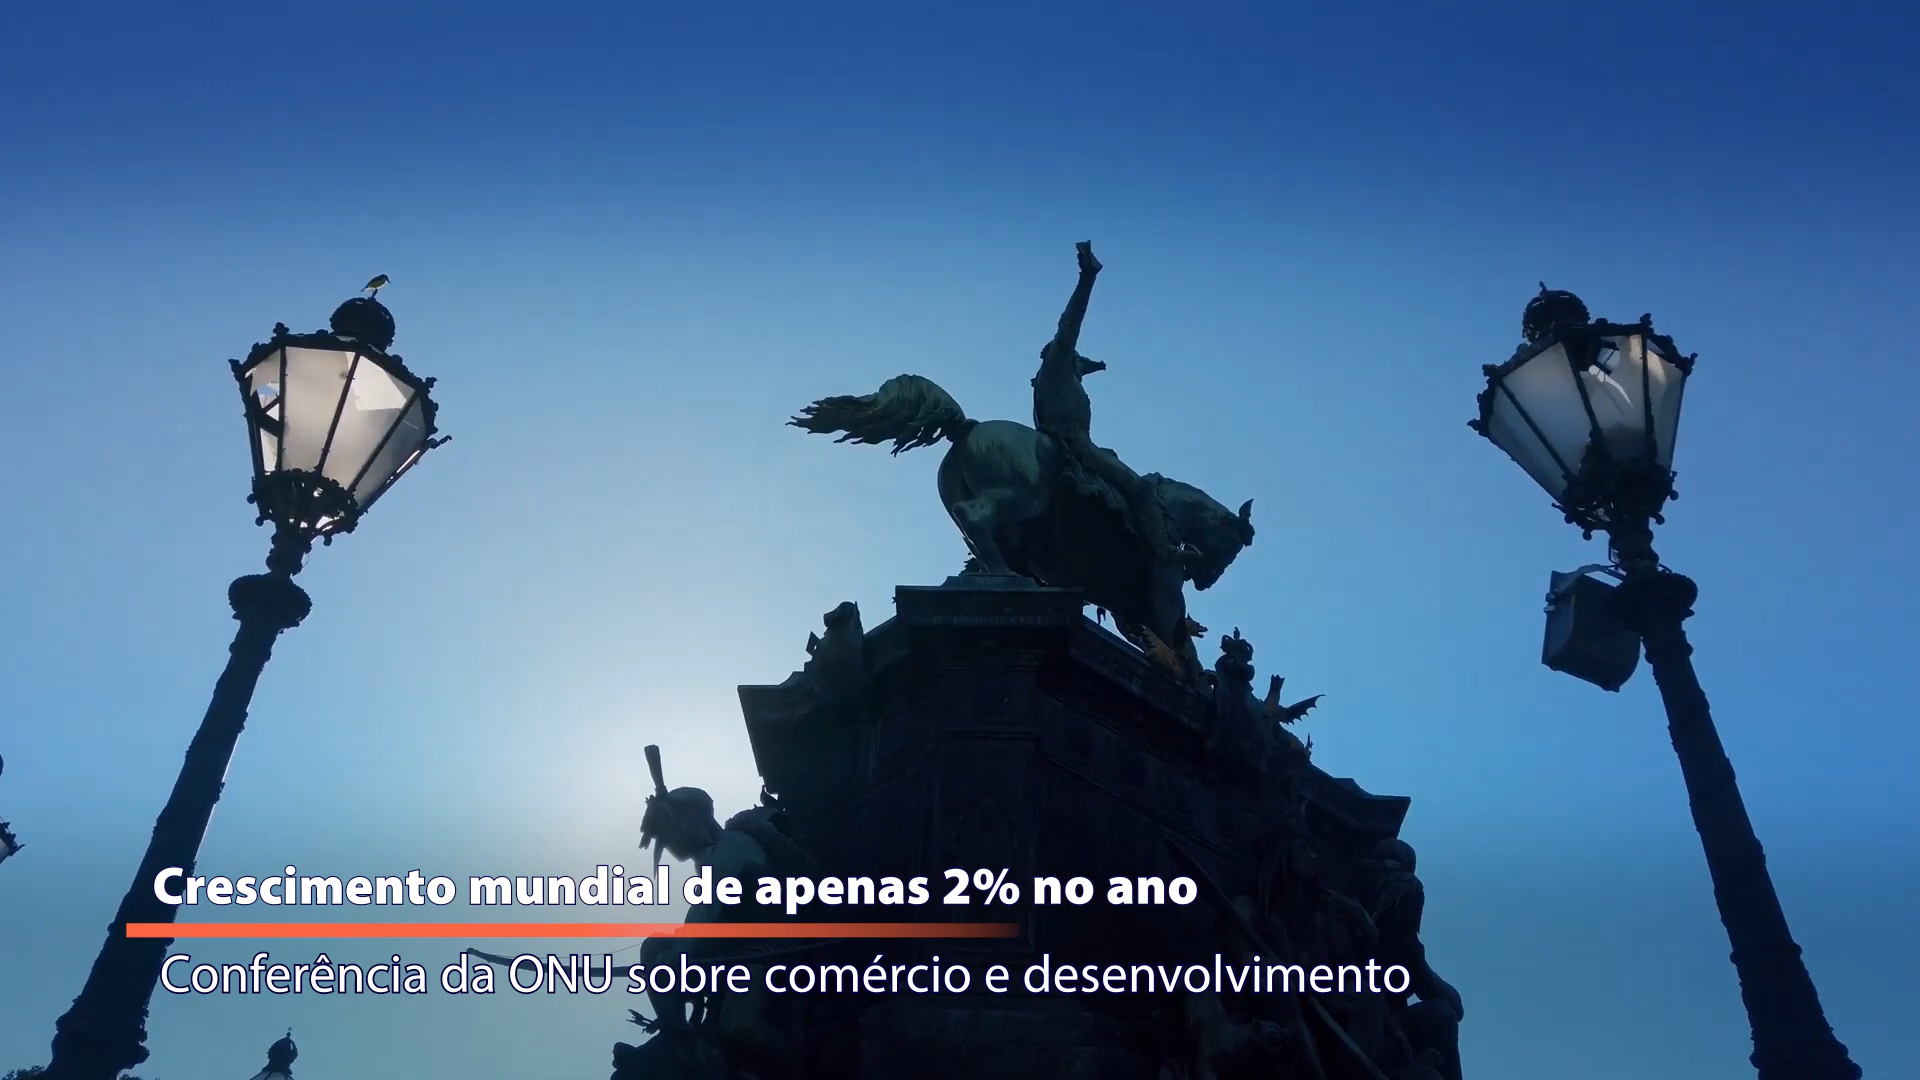 Crescimento mundial de apenas 2% no ano
Conferência da ONU sobre comércio e desenvolvimento